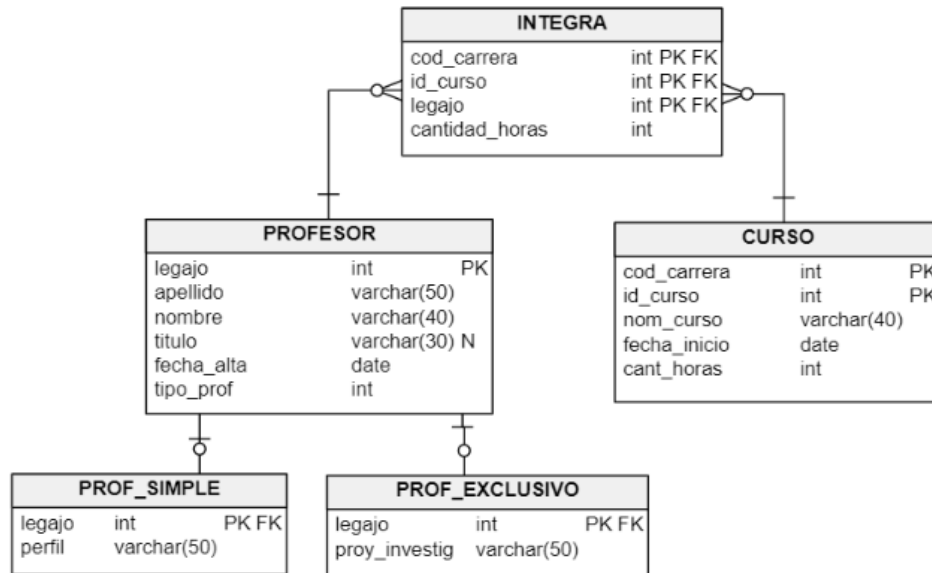 INTEGRA
cod_carrera int PK FK
id_curso int PK FK
legajo int PK FK
cantidad_horas int
PROFESOR
legajo int PK
apellido varchar(50)
nombre varchar(40)
titulo varchar(30) N
fecha_alta date
tipo_prof int
CURSO
cod_carrera int PK
id_curso int PK
nom_curso varchar(40)
fecha_inicio date
cant_horas int
PROF_SIMPLE
legajo int PK FK
perfil varchar(50)
PROF_EXCLUSIVO
legajo int PK FK
proy_investig varchar(50)